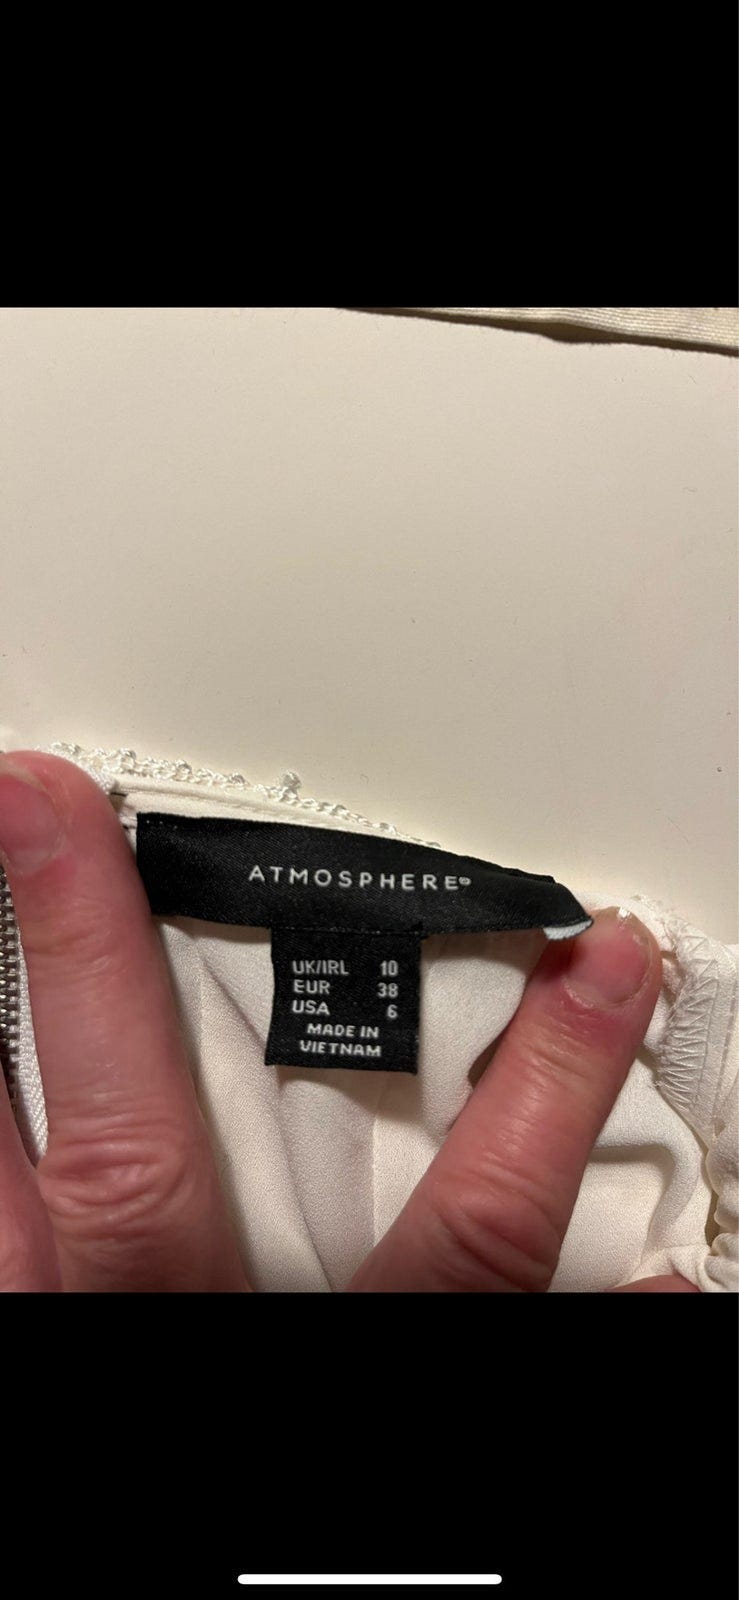 ATMOSPHERE®
UK/IRL 10
EUR 38
USA 6
MADE IN
VIETNAM